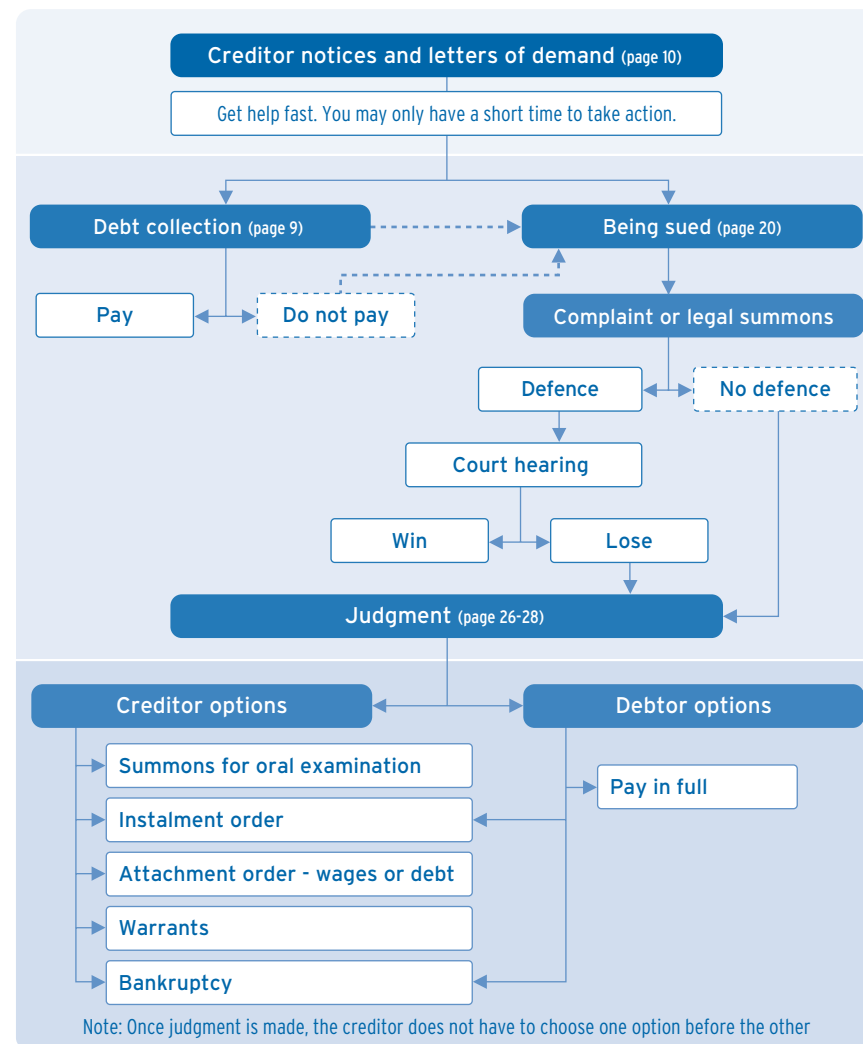 Creditor notices and letters of demand (page 10)
Get help fast. You may only have a short time to take action.
Debt collection (page 9)
Being sued (page 20)
Pay
Do not pay
Complaint or legal summons
Defence
No defence
Court hearing
Win
Lose
Judgment (page 26-28)
Creditor options
Debtor options
Summons for oral examination
Pay in full
Instalment order
Attachment order - wages or debt
Warrants
Bankruptcy
Note: Once judgment is made, the creditor does not have to choose one option before the other